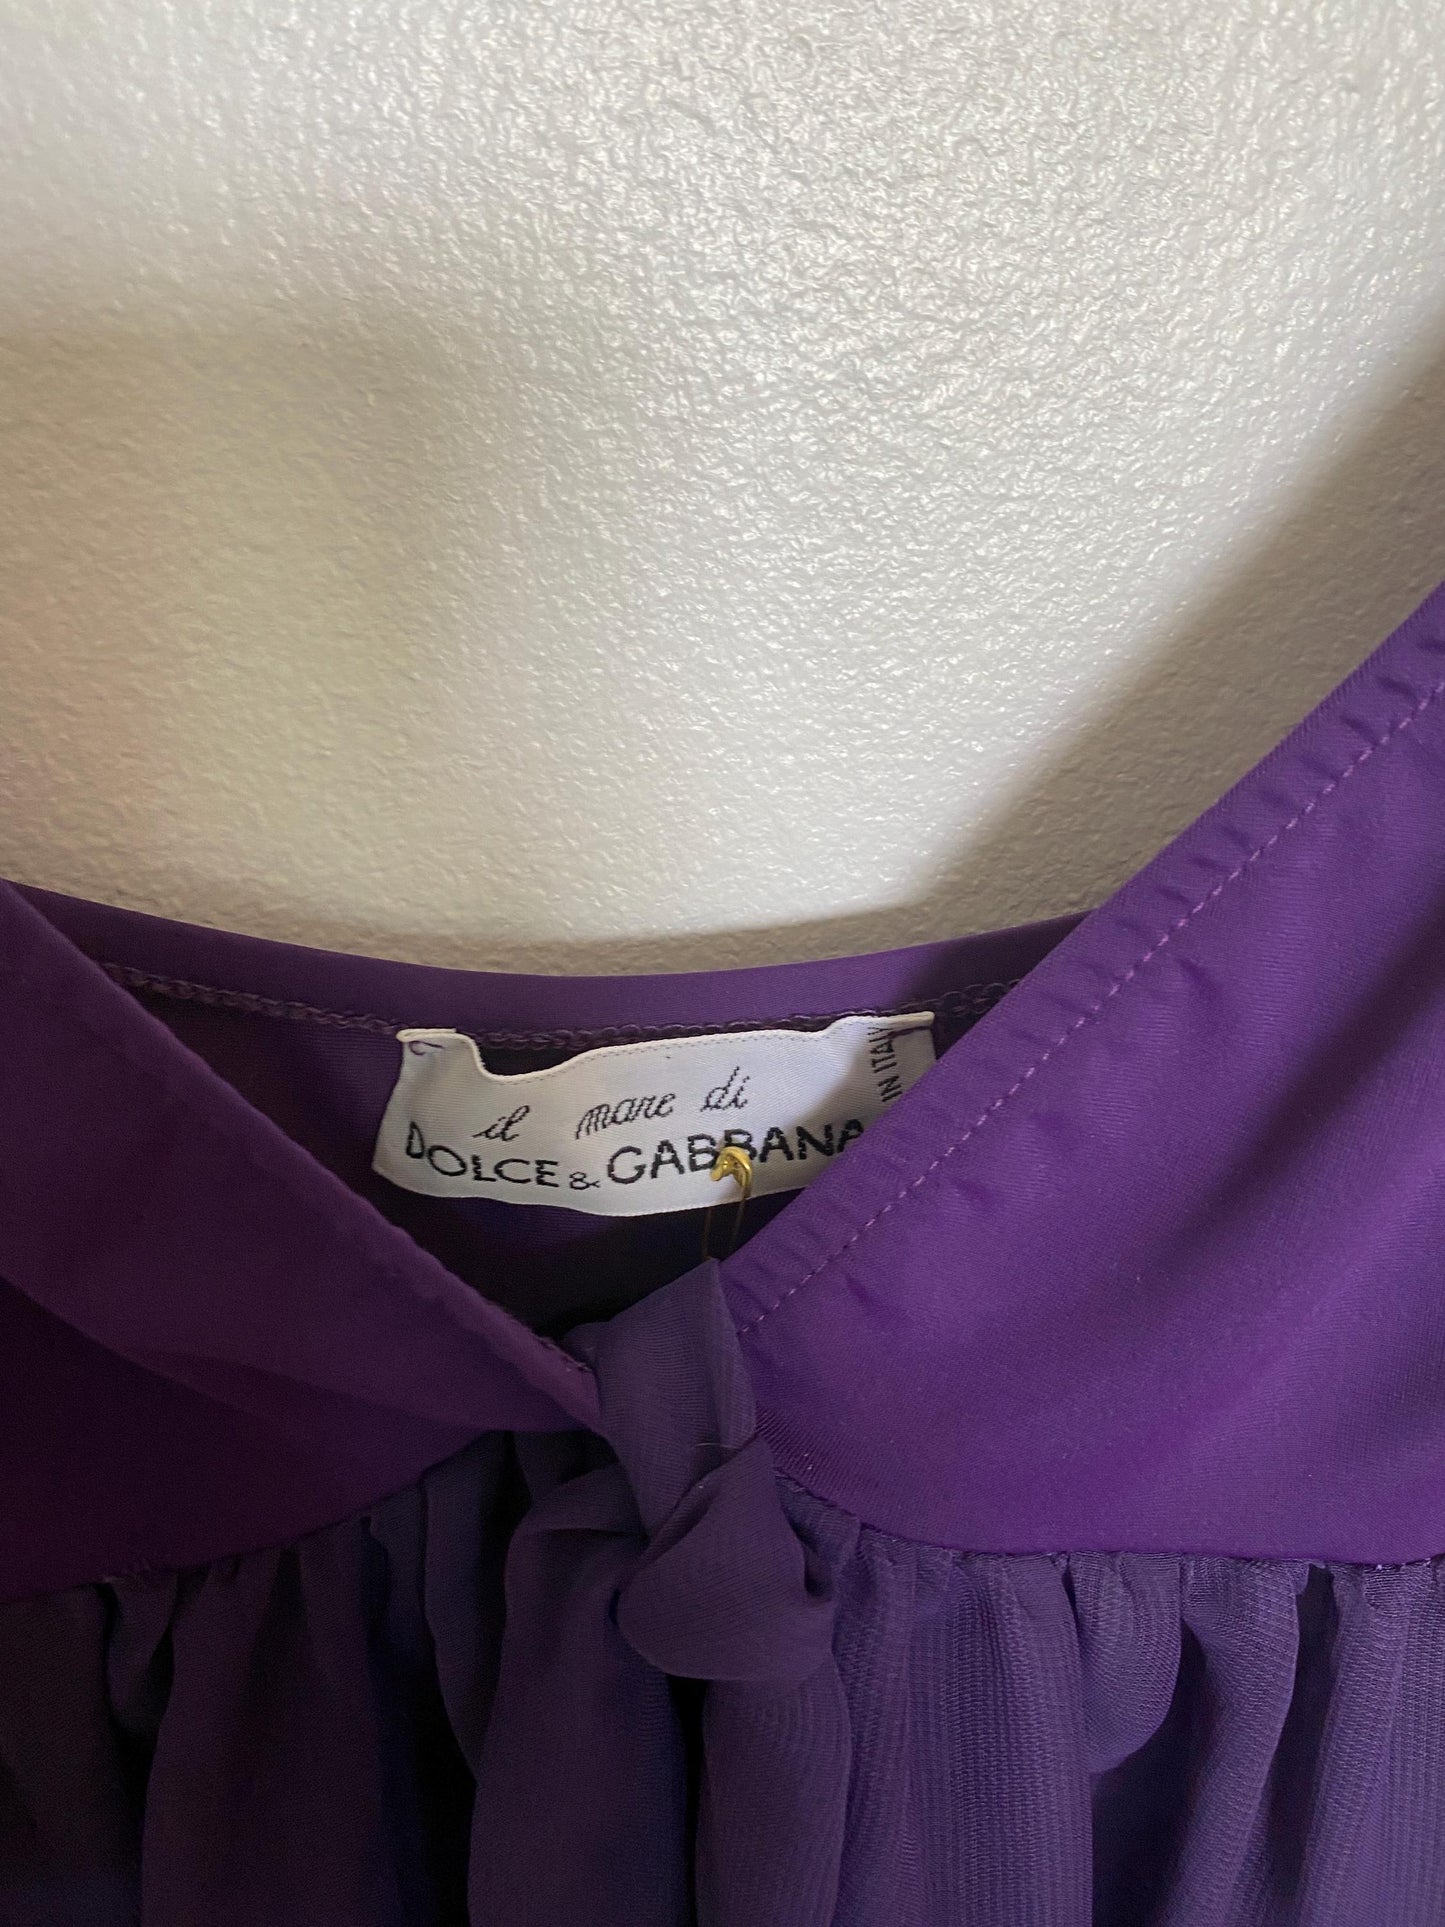 il mare di
DOLCE & GABBANA
IN ITALY